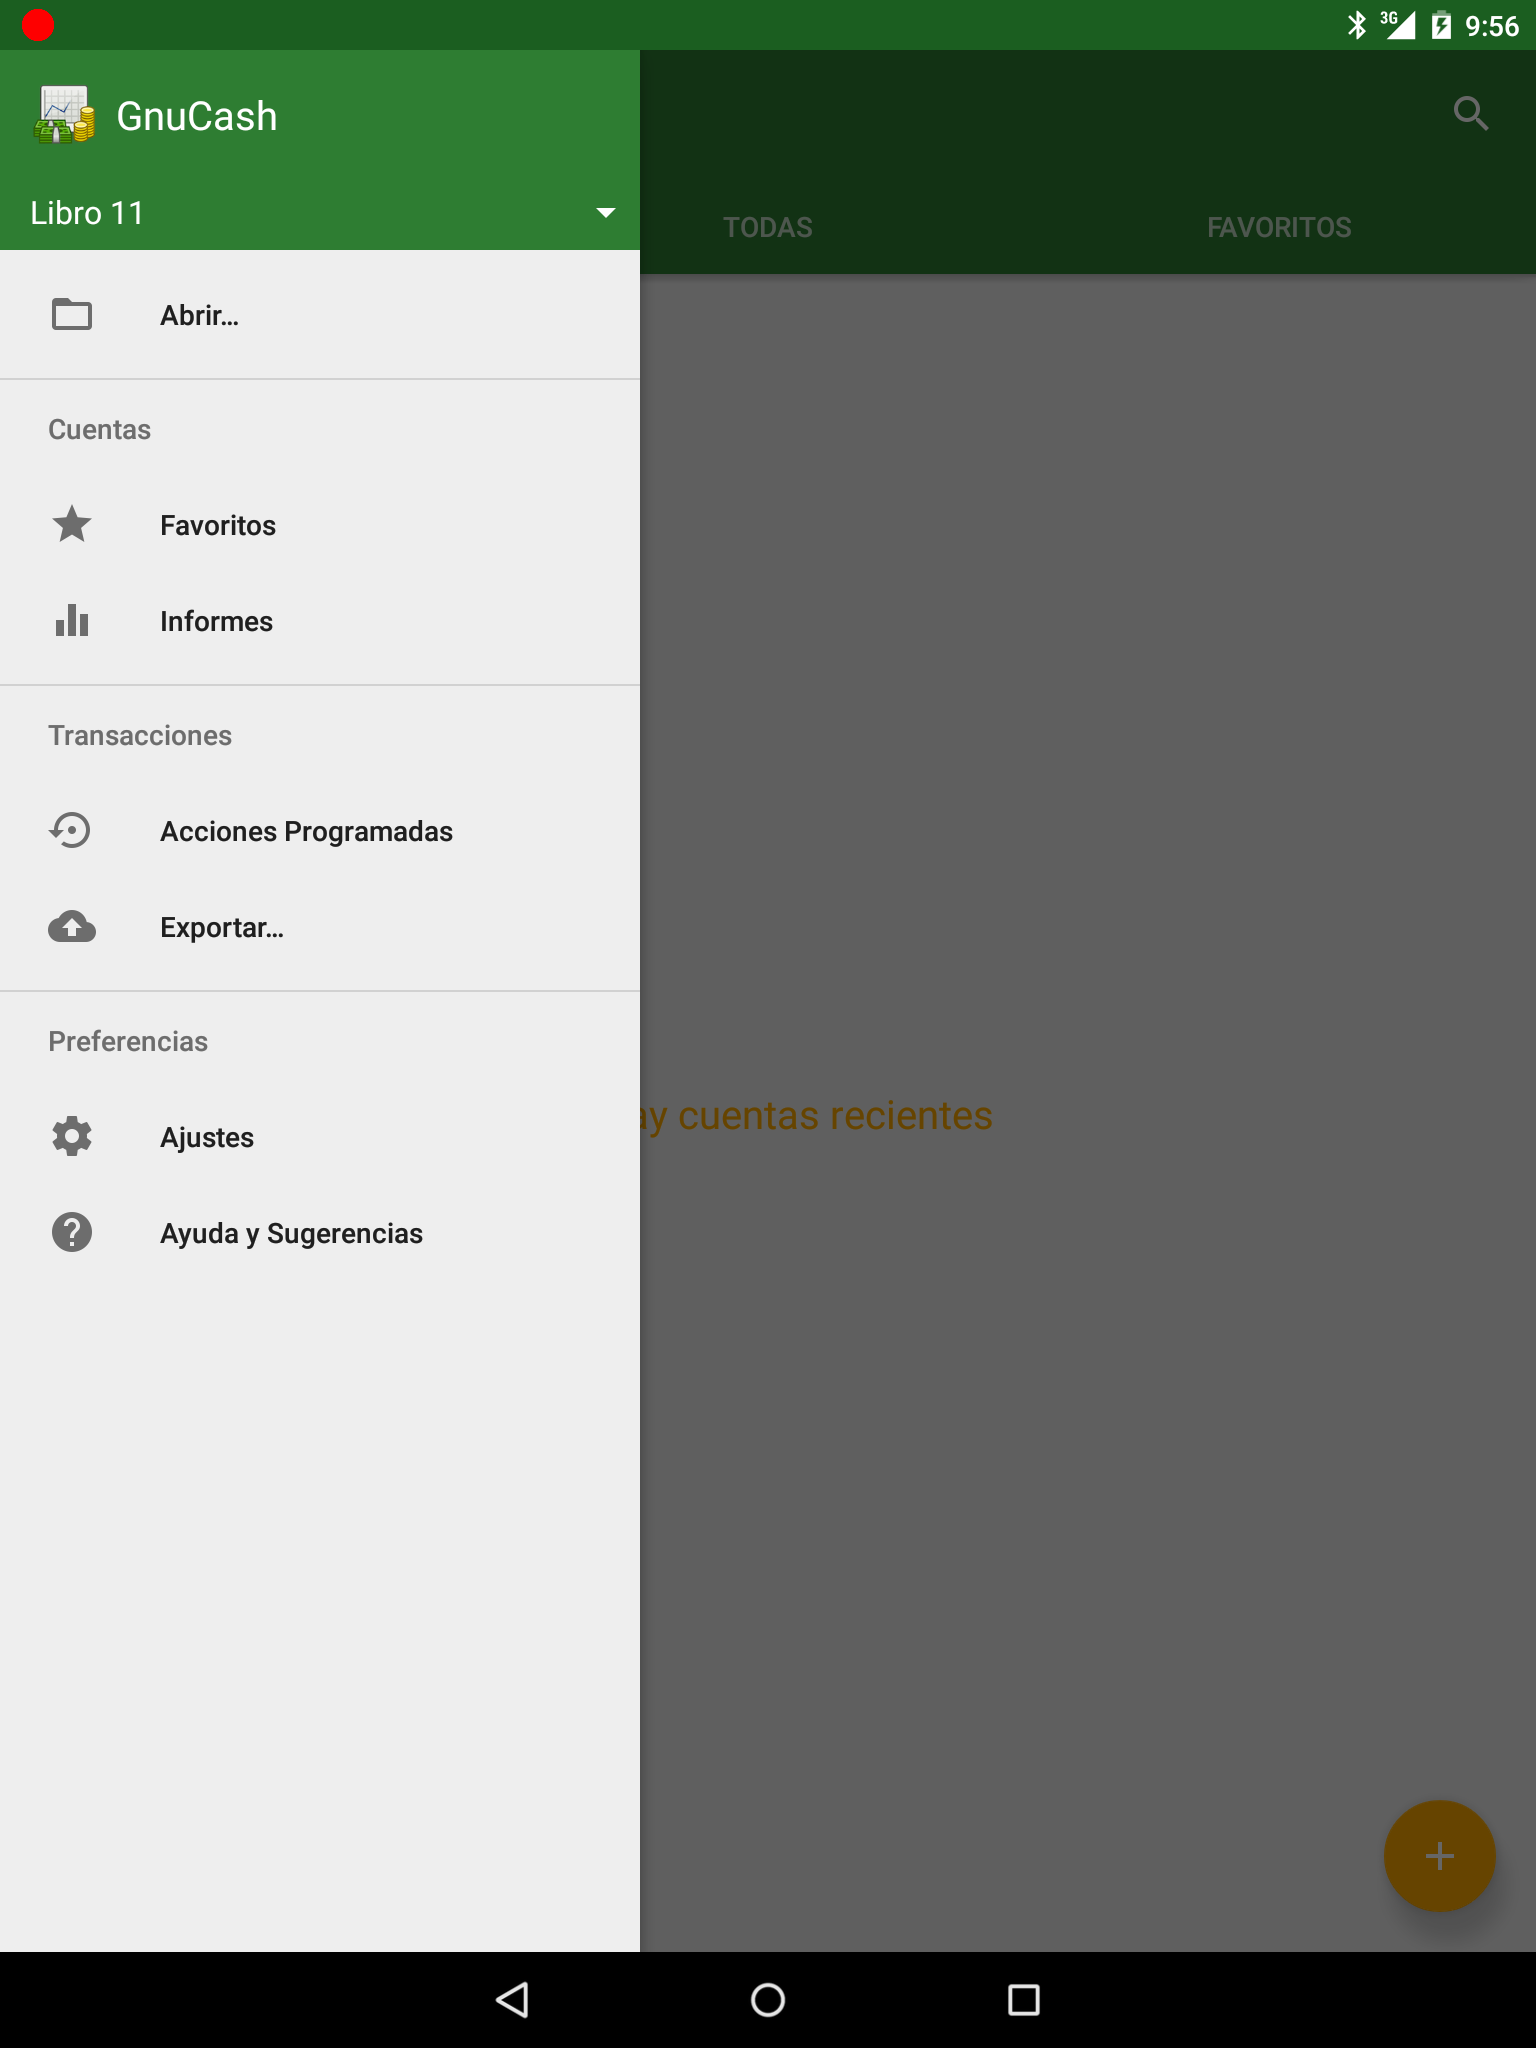 3G 9:56
GnuCash
Libro 11
TODAS
FAVORITOS
Abrir...
Cuentas
Favoritos
Informes
Transacciones
Acciones Programadas
Exportar...
Preferencias
ay cuentas recientes
Ajustes
Ayuda y Sugerencias